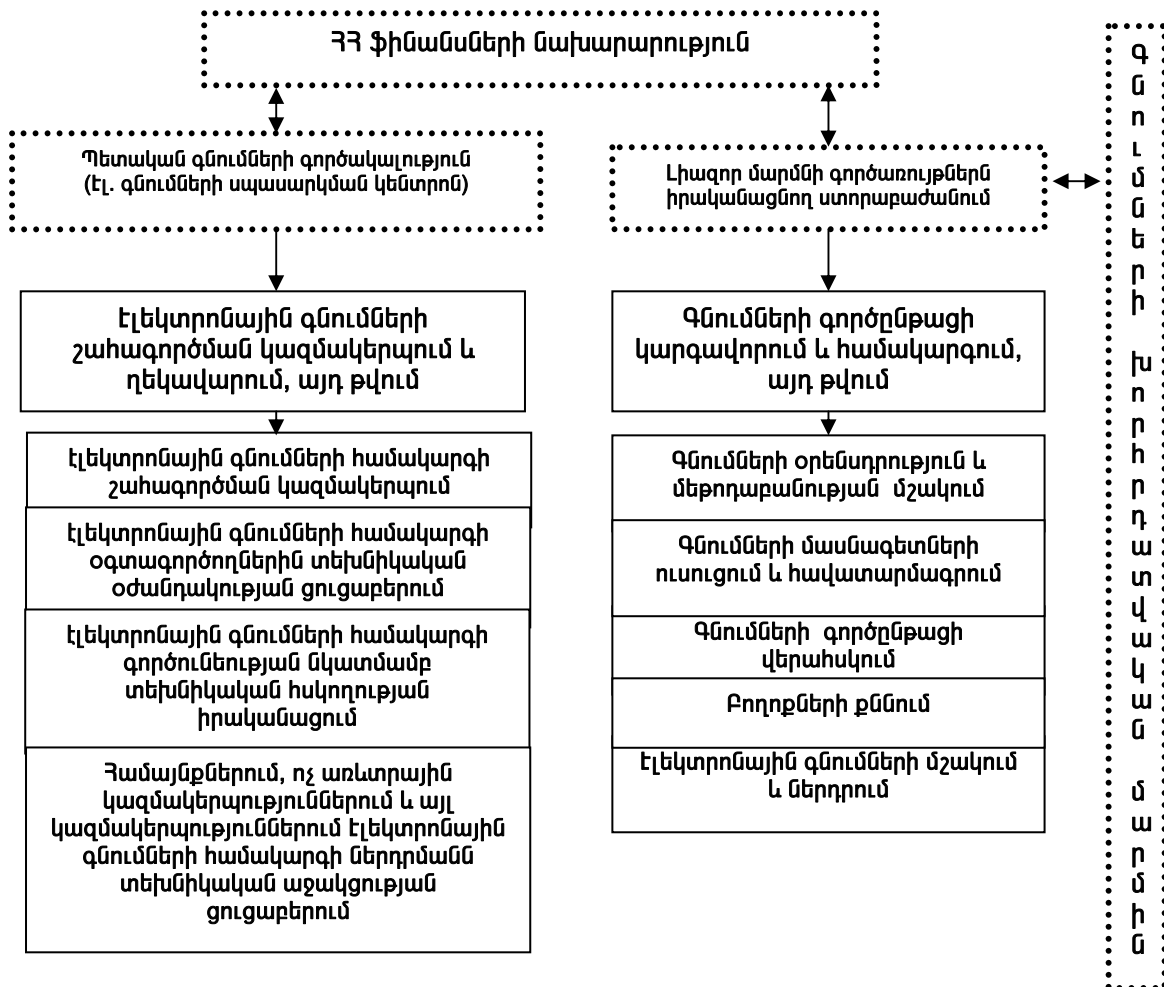 ՀՀ ֆինանսների նախարարություն
Պետական գնումների գործակալություն
(էլ. գնումների սպասարկման կենտրոն)
Լիազոր մարմնի գործառույթներն
իրականացնող ստորաբաժանում
էլեկտրոնային գնումների
շահագործման կազմակերպում և
ղեկավարում, այդ թվում
Գնումների գործընթացի
կարգավորում և համակարգում,
այդ թվում
էլեկտրոնային գնումների համակարգի
շահագործման կազմակերպում
էլեկտրոնային գնումների համակարգի
օգտագործողներին տեխնիկական
օժանդակության ցուցաբերում
էլեկտրոնային գնումների համակարգի
գործունեության նկատմամբ
տեխնիկական հսկողության
իրականացում
Համայնքներում, ոչ առևտրային
կազմակերպություններում և այլ
կազմակերպություններում էլեկտրոնային
գնումների համակարգի ներդրմանն
տեխնիկական աջակցության
ցուցաբերում
Գնումների օրենսդրություն և
մեթոդաբանության մշակում
Գնումների մասնագետների
ուսուցում և հավատարմագրում
Գնումների գործընթացի
վերահսկում
Բողոքների քննում
էլեկտրոնային գնումների մշակում
և ներդրում
Գնումների խորհրդատվական մարմին